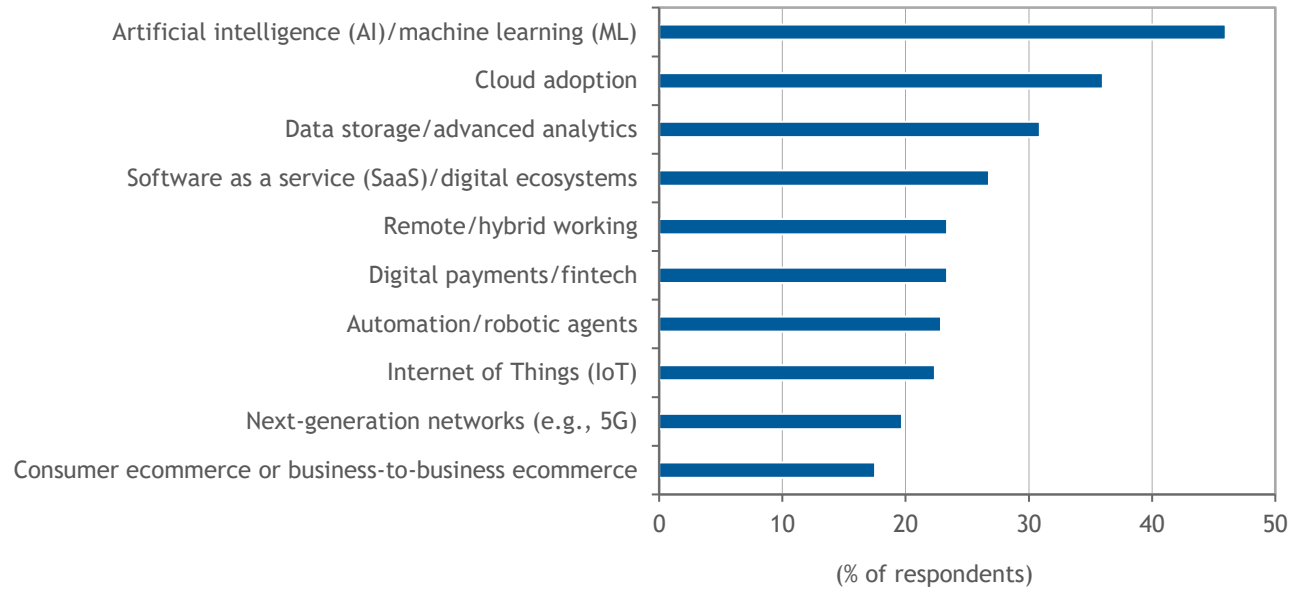 Artificial intelligence (AI)/machine learning (ML)
Cloud adoption
Data storage/advanced analytics
Software as a service (SaaS)/digital ecosystems
Remote/hybrid working
Digital payments/fintech
Automation/robotic agents
Internet of Things (IoT)
Next-generation networks (e.g., 5G)
Consumer ecommerce or business-to-business ecommerce
0 10 20 30 40 50
(% of respondents)